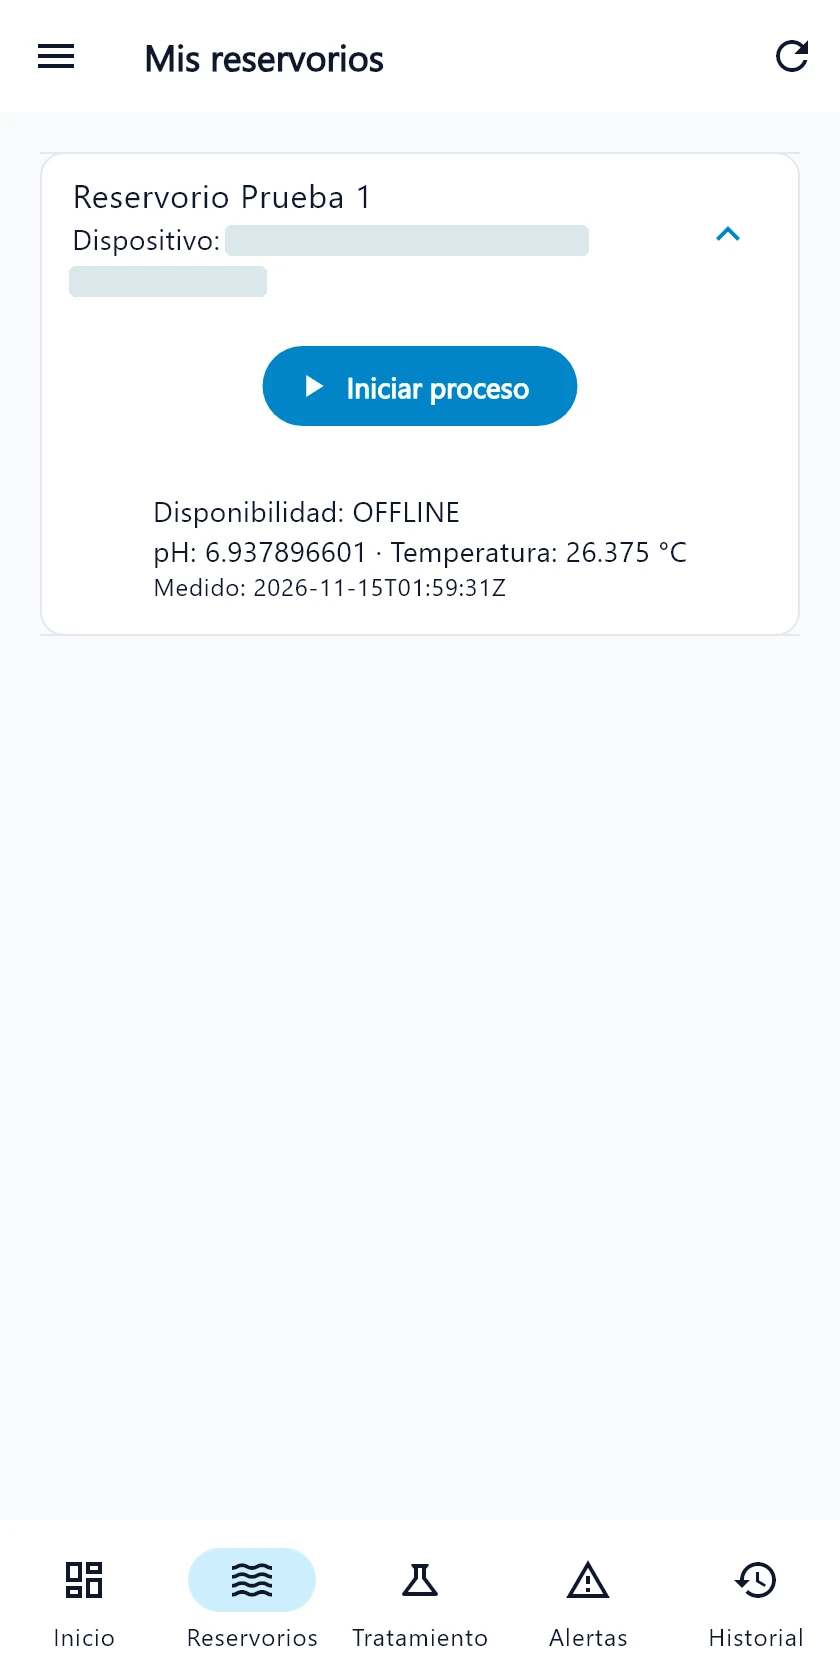 Mis reservorios
Reservorio Prueba 1
Dispositivo:
Iniciar proceso
Disponibilidad: OFFLINE
pH: 6.937896601 · Temperatura: 26.375 °C
Medido: 2026-11-15T01:59:31Z
Inicio
Reservorios
Tratamiento
Alertas
Historial